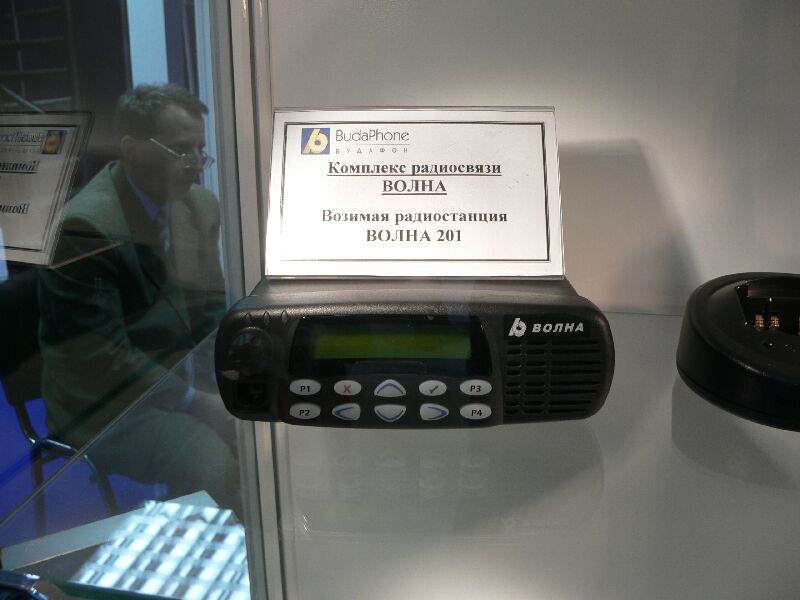 BudaPhone
БУДАФОН
Комплекс радиосвязи
ВОЛНА
Возимая радиостанция
ВОЛНА 201
ВОЛНА
P1
P3
P2
P4